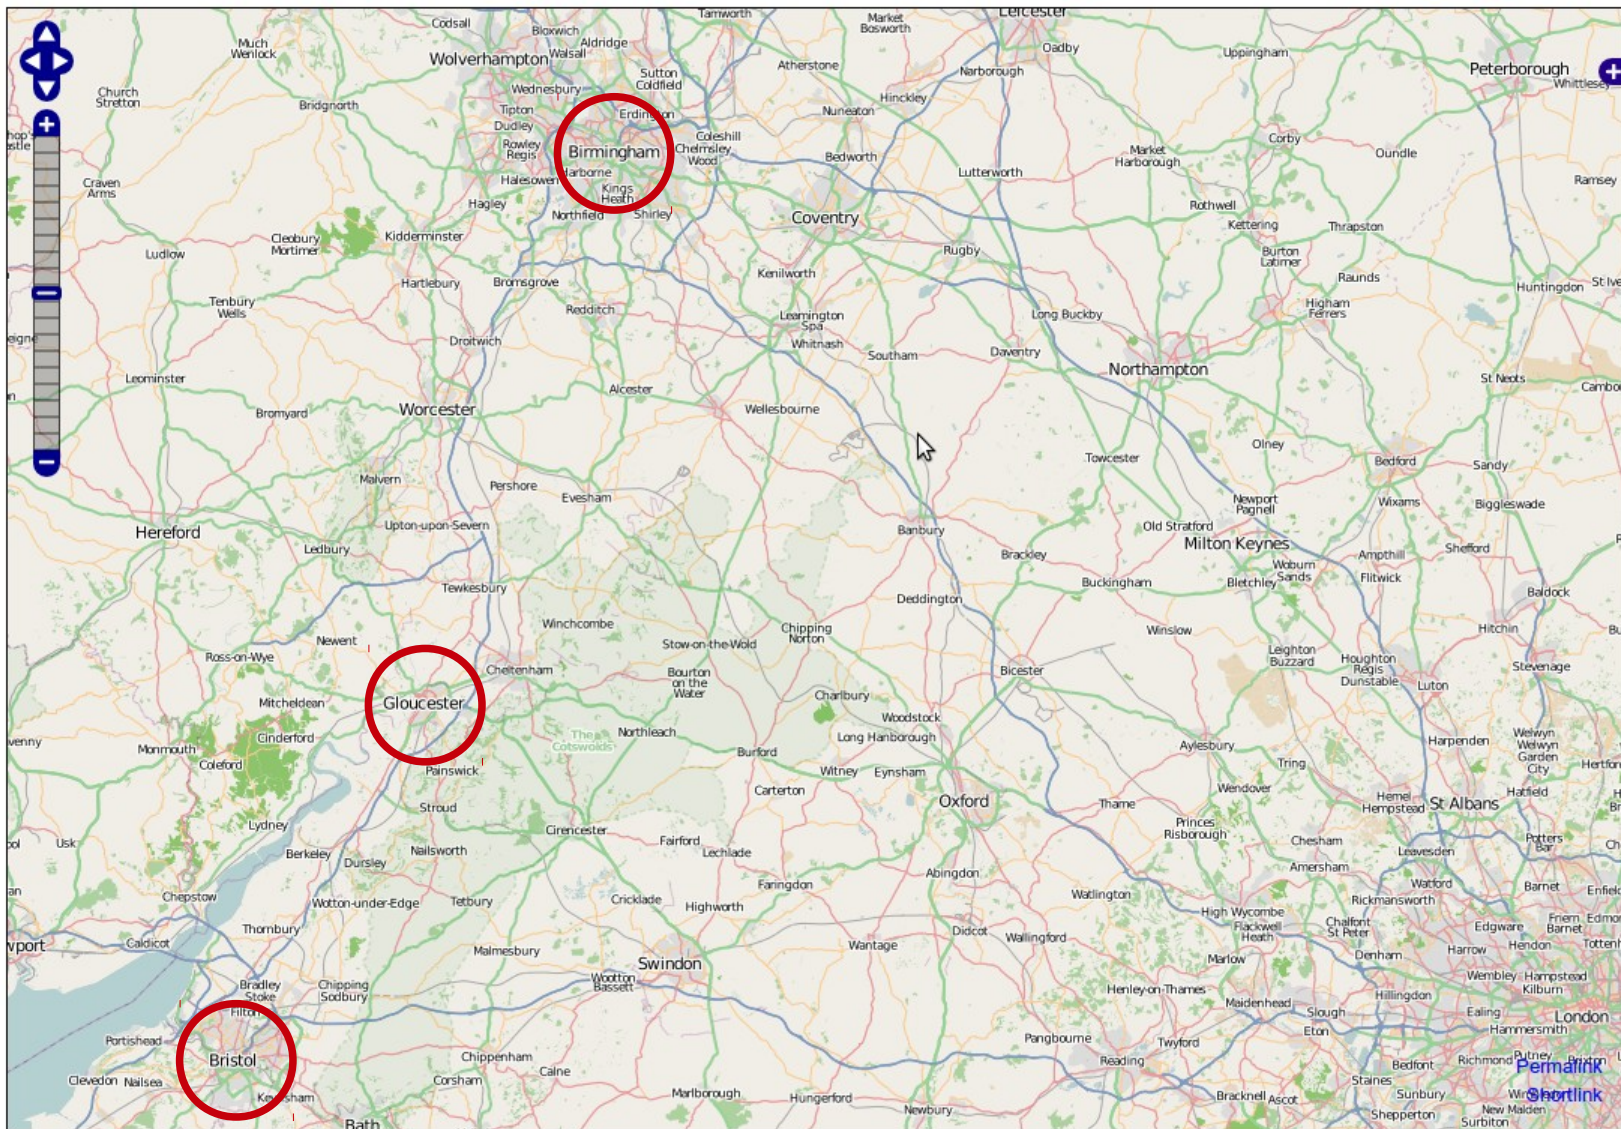 Tamworth
Market
Bosworth
Leicester
Codsall
Bloxwich
Aldridge
Walsall
Much
Wenlock
Oadby
Uppingham
Wolverhampton
Atherstone
Narborough
Peterborough
Whittlesey
Sutton
Coldfield
Church
Stretton
Bridgnorth
Wednesbury
Tipton
Erdington
Nuneaton
Hinckley
Dudley
Coleshill
Corby
Rowley
Regis
Birmingham
Chelmsley
Wood
Bedworth
Market
Harborough
Oundle
Halesowen
Harborne
Lutterworth
Craven
Arms
Kings
Heath
Ramsey
Hagley
Northfield
Shirley
Coventry
Rothwell
Kettering
Thrapston
Cleobury
Mortimer
Kidderminster
Ludlow
Rugby
Burton
Latimer
Kenilworth
Raunds
Hartlebury
Bromsgrove
Huntingdon
St Ive
Tenbury
Wells
Redditch
Leamington
Spa
Long Buckby
Higham
Ferrers
Droitwich
Whitnash
Southam
Daventry
Northampton
Leominster
Alcester
St Neots
Cambo
Bromyard
Worcester
Wellesbourne
Olney
Towcester
Bedford
Sandy
Malvern
Pershore
Evesham
Newport
Pagnell
Wixams
Biggleswade
Hereford
Upton-upon-Severn
Banbury
Old Stratford
Milton Keynes
Ledbury
Brackley
Ampthill
Shefford
Woburn
Sands
Flitwick
Tewkesbury
Buckingham
Bletchley
Baldock
Deddington
Winchcombe
Chipping
Norton
Winslow
Hitchin
Newent
Stow-on-the-Wold
Ross-on-Wye
Leighton
Buzzard
Houghton
Regis
Dunstable
Stevenage
Cheltenham
Bourton
on the
Water
Bicester
Luton
Mitcheldean
Gloucester
Charlbury
Woodstock
Cinderford
The
Cotswolds
Northleach
Long Hanborough
Monmouth
Coleford
Burford
Aylesbury
Harpenden
Welwyn
Welwyn
Garden
City
Painswick
Witney
Eynsham
Tring
Hertfor
Stroud
Carterton
Oxford
Thame
Wendover
Hemel
Hempstead
St Albans
Hatfield
Lydney
Cirencester
Princes
Risborough
Usk
Nailsworth
Fairford
Lechlade
Chesham
Potters
Bar
Berkeley
Dursley
Leavesden
Amersham
Abingdon
Faringdon
Watford
Barnet
Enfiel
Chepstow
Wotton-under-Edge
Tetbury
Cricklade
Highworth
Watlington
Rickmansworth
High Wycombe
Flackwell
Heath
Chalfont
St Peter
Edgware
Friern
Barnet
Edmo
Thornbury
Didcot
Wallingford
Caldicot
Malmesbury
Wantage
Harrow
Hendon
Denham
Marlow
Swindon
Wootton
Bassett
Wembley
Hampstead
Kilburn
Bradley
Stoke
Chipping
Sodbury
Henley-on-Thames
Hillingdon
Maidenhead
Filton
Slough
Ealing
London
Eton
Hammersmith
Portishead
Pangbourne
Twyford
Bristol
Chippenham
Reading
Bedfont
Richmond
Putney
Brixton
Permalink
Clevedon
Nailsea
Corsham
Calne
Staines
Keynsham
Marlborough
Hungerford
Bracknell
Ascot
Sunbury
Shortlink
Newbury
Shepperton
New Malden
Surbiton
Bath